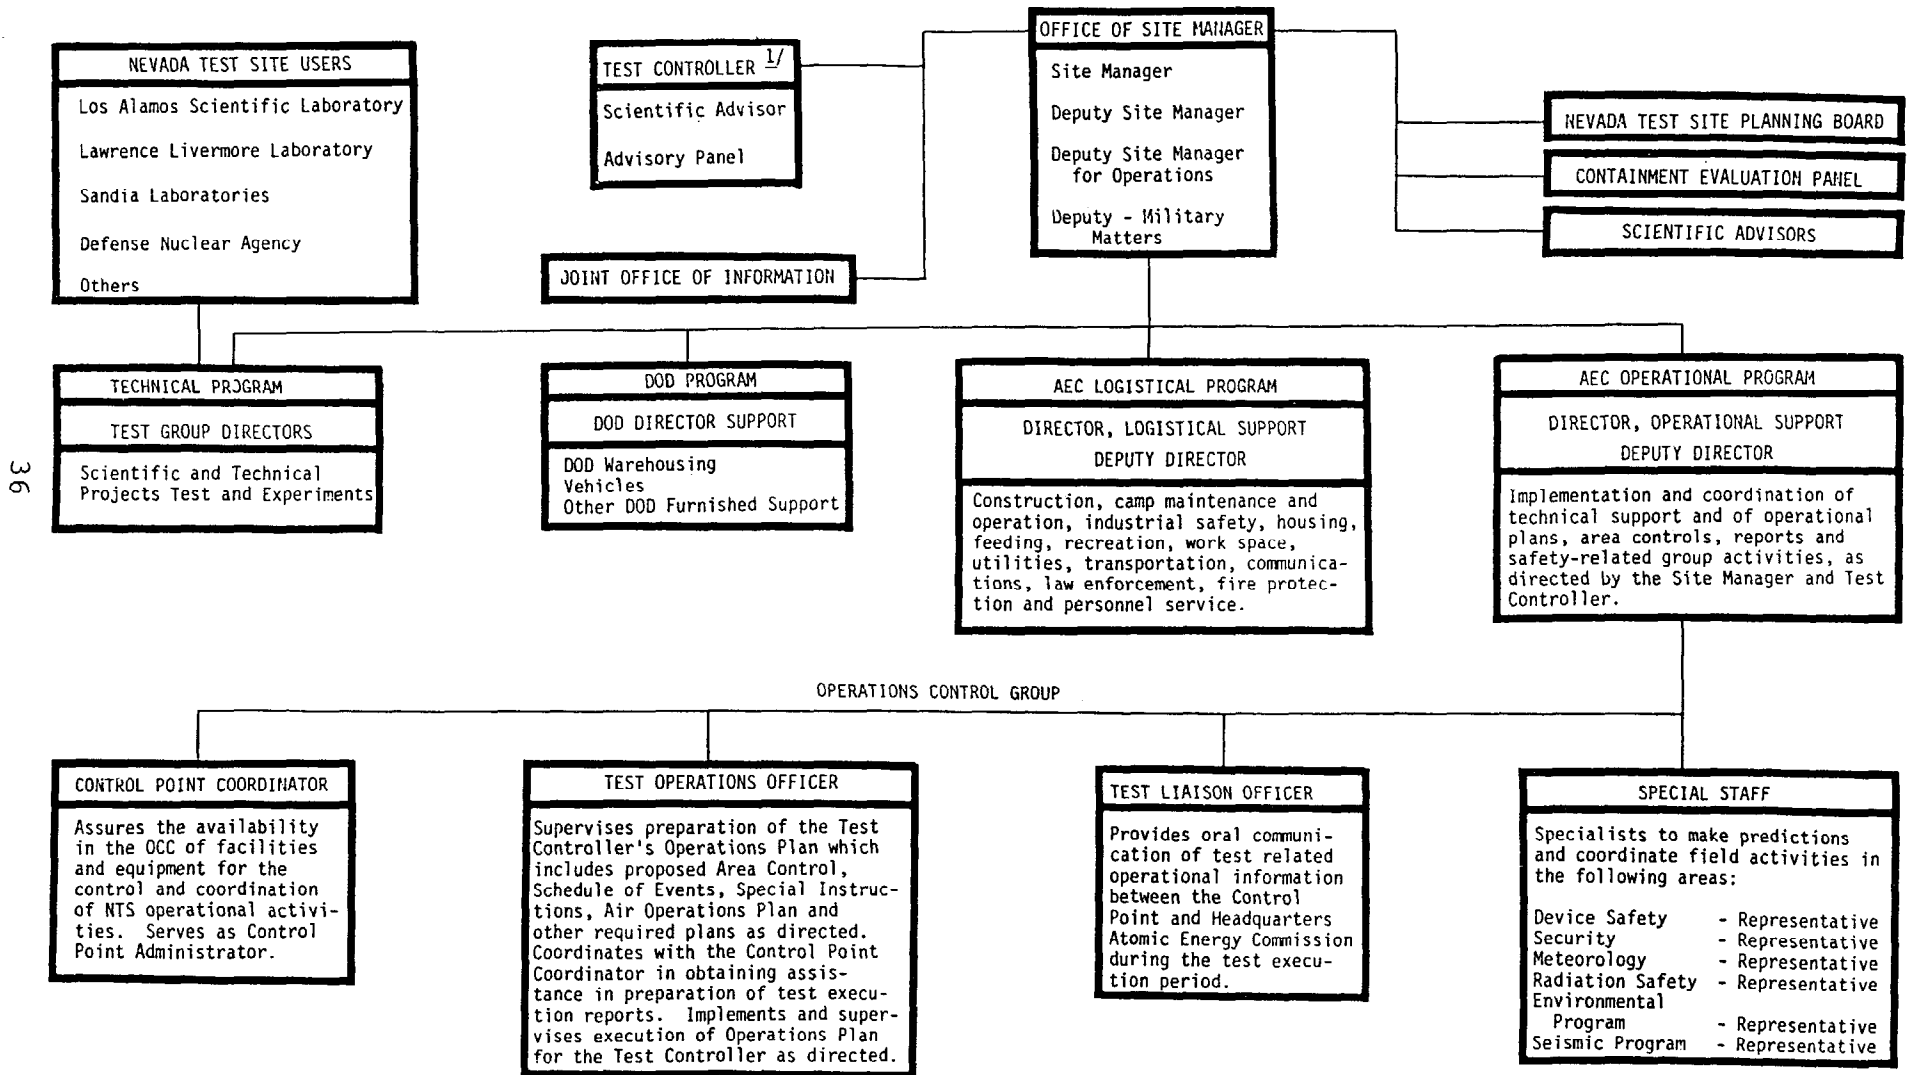 NEVADA TEST SITE USERS
Los Alamos Scientific Laboratory
Lawrence Livermore Laboratory
Sandia Laboratories
Defense Nuclear Agency
Others
TEST CONTROLLER 1/
Scientific Advisor
Advisory Panel
JOINT OFFICE OF INFORMATION
OFFICE OF SITE MANAGER
Site Manager
Deputy Site Manager
Deputy Site Manager
for Operations
Deputy - Military
Matters
NEVADA TEST SITE PLANNING BOARD
CONTAINMENT EVALUATION PANEL
SCIENTIFIC ADVISORS
TECHNICAL PROGRAM
TEST GROUP DIRECTORS
Scientific and Technical
Projects Test and Experiments
DOD PROGRAM
DOD DIRECTOR SUPPORT
DOD Warehousing
Vehicles
Other DOD Furnished Support
AEC LOGISTICAL PROGRAM
DIRECTOR, LOGISTICAL SUPPORT
DEPUTY DIRECTOR
Construction, camp maintenance and
operation, industrial safety, housing,
feeding, recreation, work space,
utilities, transportation, communica-
tions, law enforcement, fire protec-
tion and personnel service.
AEC OPERATIONAL PROGRAM
DIRECTOR, OPERATIONAL SUPPORT
DEPUTY DIRECTOR
Implementation and coordination of
technical support and of operational
plans, area controls, reports and
safety-related group activities, as
directed by the Site Manager and Test
Controller.
36
OPERATIONS CONTROL GROUP
CONTROL POINT COORDINATOR
Assures the availability
in the OCC of facilities
and equipment for the
control and coordination
of NTS operational activi-
ties. Serves as Control
Point Administrator.
TEST OPERATIONS OFFICER
Supervises preparation of the Test
Controller's Operations Plan which
includes proposed Area Control,
Schedule of Events, Special Instruc-
tions, Air Operations Plan and
other required plans as directed.
Coordinates with the Control Point
Coordinator in obtaining assis-
tance in preparation of test execu-
tion reports. Implements and super-
vises execution of Operations Plan
for the Test Controller as directed.
TEST LIAISON OFFICER
Provides oral communi-
cation of test related
operational information
between the Control
Point and Headquarters
Atomic Energy Commission
during the test execu-
tion period.
SPECIAL STAFF
Specialists to make predictions
and coordinate field activities in
the following areas:
Device Safety - Representative
Security - Representative
Meteorology - Representative
Radiation Safety - Representative
Environmental
Program - Representative
Seismic Program - Representative